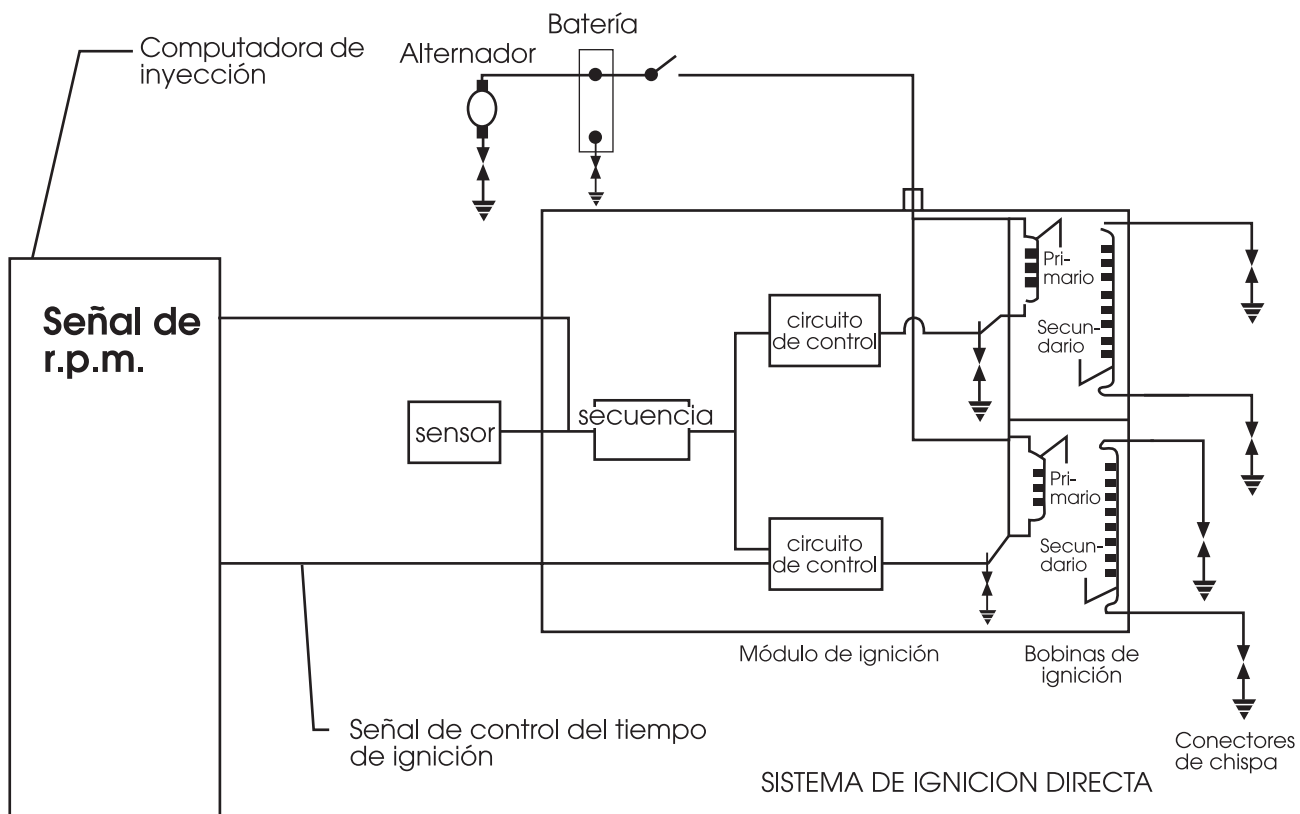 Batería
Computadora de
inyección
Alternador
Señal de
r.p.m.
Pri-
mario
circuito
de control
Secun-
dario
sensor
secuencia
Pri-
mario
circuito
de control
Secun-
dario
Módulo de ignición
Bobinas de
ignición
Señal de control del tiempo
de ignición
Conectores
de chispa
SISTEMA DE IGNICION DIRECTA